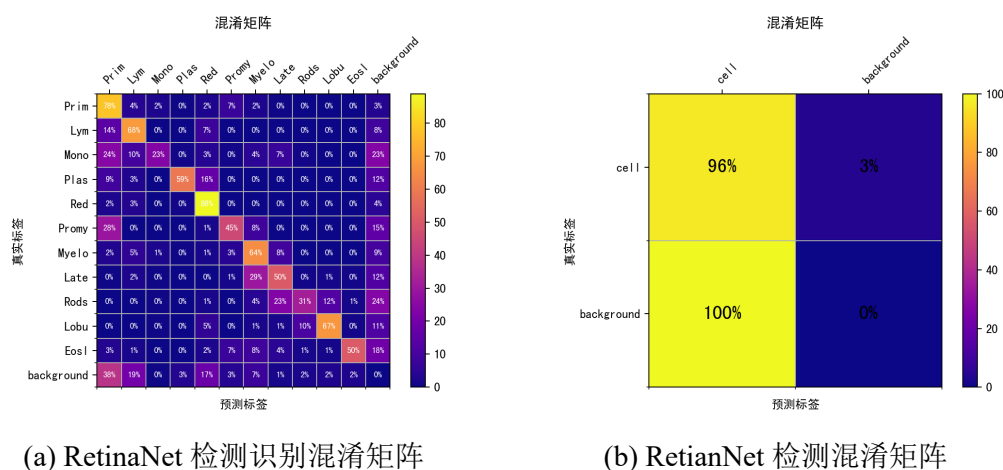 混淆矩阵
Prim Lym Mono Plas Red Promy Myelo Late Rods Lobu Eosl background
Prim 78% 4% 2% 0% 2% 7% 2% 0% 0% 0% 0% 3%
Lym 14% 68% 0% 0% 7% 0% 0% 0% 0% 0% 0% 8%
Mono 24% 10% 23% 0% 3% 0% 4% 7% 0% 0% 0% 23%
Plas 9% 3% 0% 59% 16% 0% 0% 0% 0% 0% 0% 12%
Red 2% 3% 0% 0% 0% 0% 0% 0% 0% 0% 4%
Promy 28% 0% 0% 0% 1% 45% 8% 0% 0% 0% 0% 15%
Myelo 2% 5% 1% 0% 1% 3% 64% 8% 0% 0% 0% 9%
Late 0% 2% 0% 0% 0% 1% 29% 50% 0% 1% 0% 12%
Rods 0% 0% 0% 0% 1% 0% 4% 23% 31% 12% 1% 24%
Lobu 0% 0% 0% 0% 5% 0% 1% 1% 10% 67% 0% 11%
Eosl 3% 1% 0% 0% 2% 7% 8% 4% 1% 1% 50% 18%
background 38% 19% 0% 3% 17% 3% 7% 1% 2% 2% 2% 0%
真实标签
预测标签
80
70
60
50
40
30
20
10
0
混淆矩阵
cell background
cell 96% 3%
background 100% 0%
真实标签
预测标签
100
80
60
40
20
0
(a) RetinaNet 检测识别混淆矩阵
(b) RetianNet 检测混淆矩阵